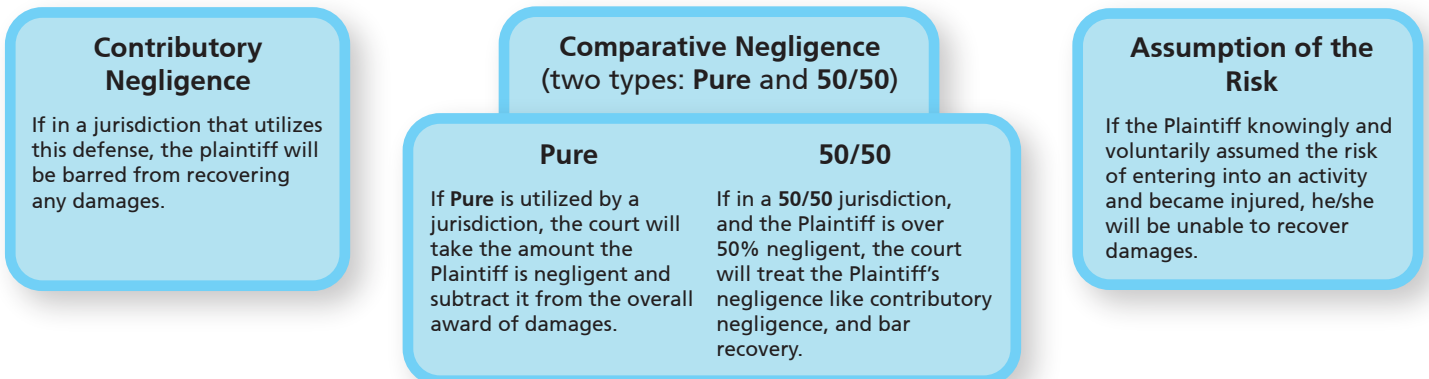 Contributory
Negligence
If in a jurisdiction that utilizes
this defense, the plaintiff will
be barred from recovering
any damages.
Comparative Negligence
(two types: Pure and 50/50)
Pure
If Pure is utilized by a
jurisdiction, the court will
take the amount the
Plaintiff is negligent and
subtract it from the overall
award of damages.
50/50
If in a 50/50 jurisdiction,
and the Plaintiff is over
50% negligent, the court
will treat the Plaintiff’s
negligence like contributory
negligence, and bar
recovery.
Assumption of the
Risk
If the Plaintiff knowingly and
voluntarily assumed the risk
of entering into an activity
and became injured, he/she
will be unable to recover
damages.